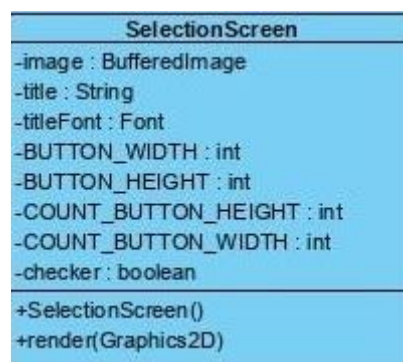 SelectionScreen
-image : BufferedImage
-title : String
-titleFont : Font
-BUTTON_WIDTH : int
-BUTTON_HEIGHT : int
-COUNT_BUTTON_HEIGHT : int
-COUNT_BUTTON_WIDTH : int
-checker : boolean
+SelectionScreen()
+render(Graphics2D)